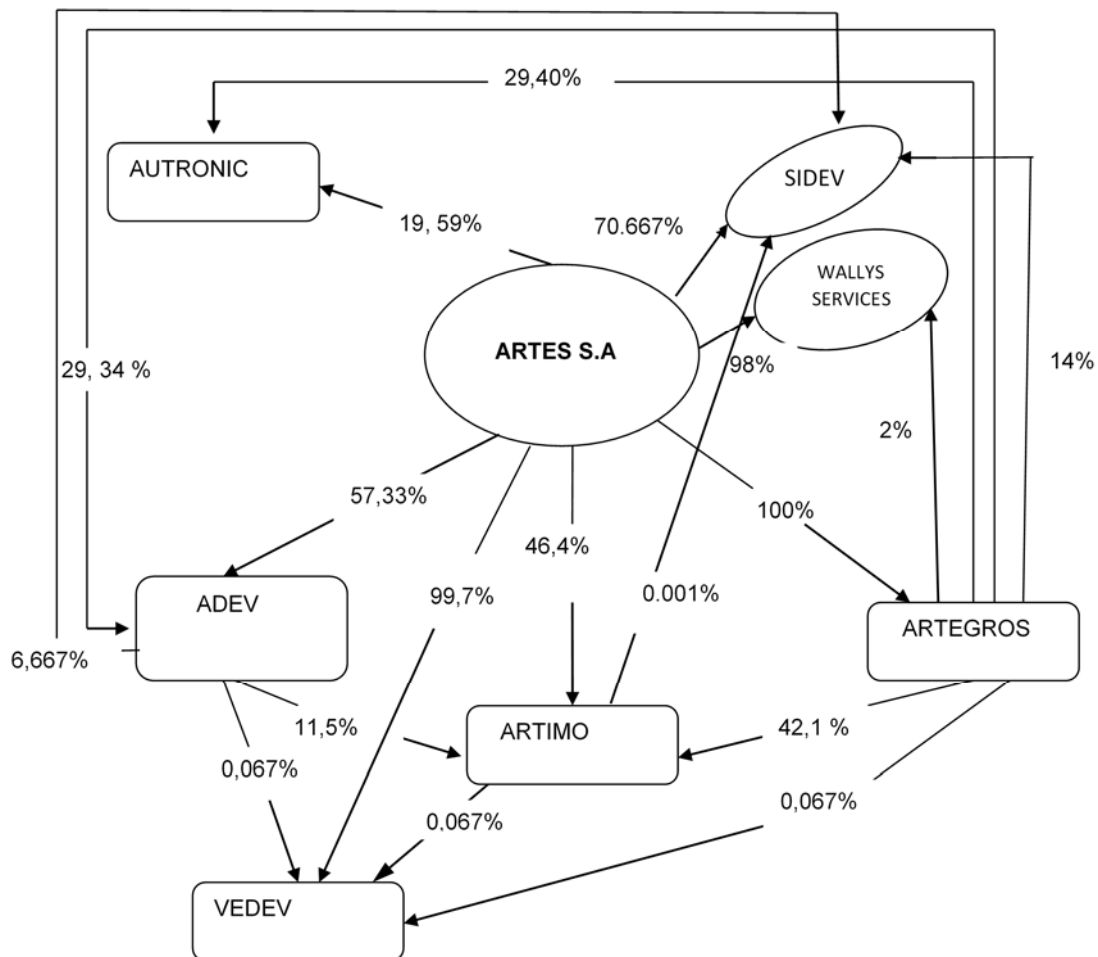 29,40%
AUTRONIC
SIDEV
19, 59%
70.667%
WALLYS
SERVICES
ARTES S.A
29, 34 %
98%
14%
2%
57,33%
100%
46,4%
ADEV
99,7%
0.001%
ARTEGROS
6,667%
11,5%
ARTIMO
42,1 %
0,067%
0,067%
0,067%
VEDEV